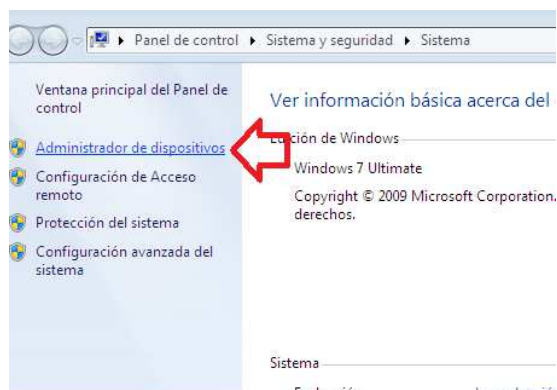 Panel de control ▸ Sistema y seguridad ▸ Sistema
Ventana principal del Panel de
control
Administrador de dispositivos
Configuración de Acceso
remoto
Protección del sistema
Configuración avanzada del
sistema
Ver información básica acerca del
Edición de Windows
Windows 7 Ultimate
Copyright © 2009 Microsoft Corporation.
derechos.
Sistema